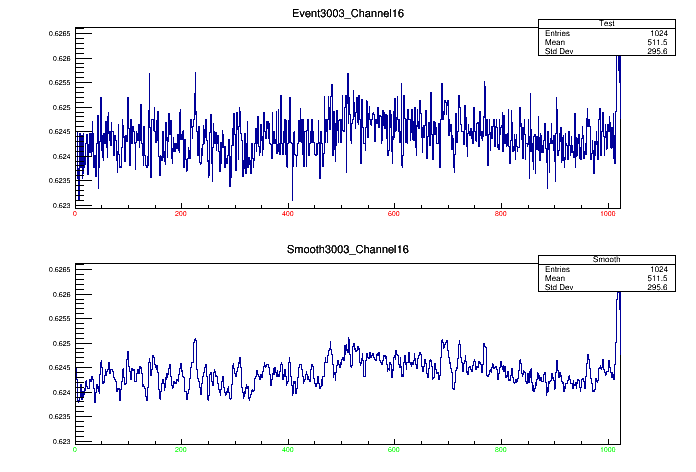 Event3003_Channel16
Test
Entries 1024
Mean 511.5
Std Dev 295.6
0.6265
0.626
0.6255
0.625
0.6245
0.624
0.6235
0.623
0 200 400 600 800 1000
Smooth3003_Channel16
Smooth
Entries 1024
Mean 511.5
Std Dev 295.6
0.6265
0.626
0.6255
0.625
0.6245
0.624
0.6235
0.623
0 200 400 600 800 1000